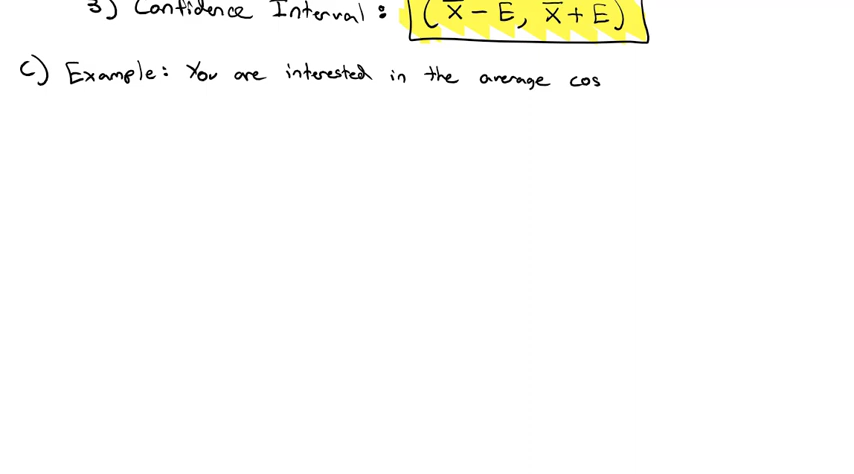 3) Confidence Interval: (X̄ - E, X̄ + E)
C) Example: You are interested in the average cos